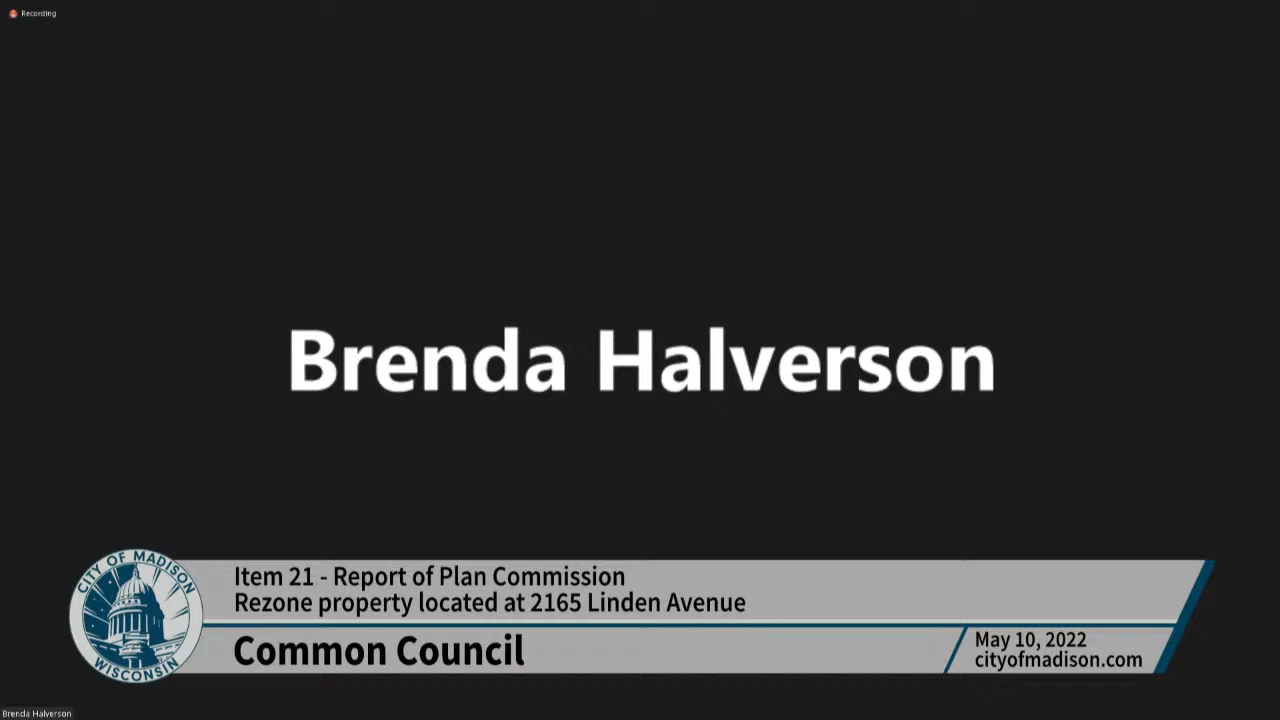 Recording
Brenda Halverson
CITY OF MADISON
WISCONSIN
Item 21 - Report of Plan Commission
Rezone property located at 2165 Linden Avenue
Common Council
May 10, 2022
cityofmadison.com
Brenda Halverson